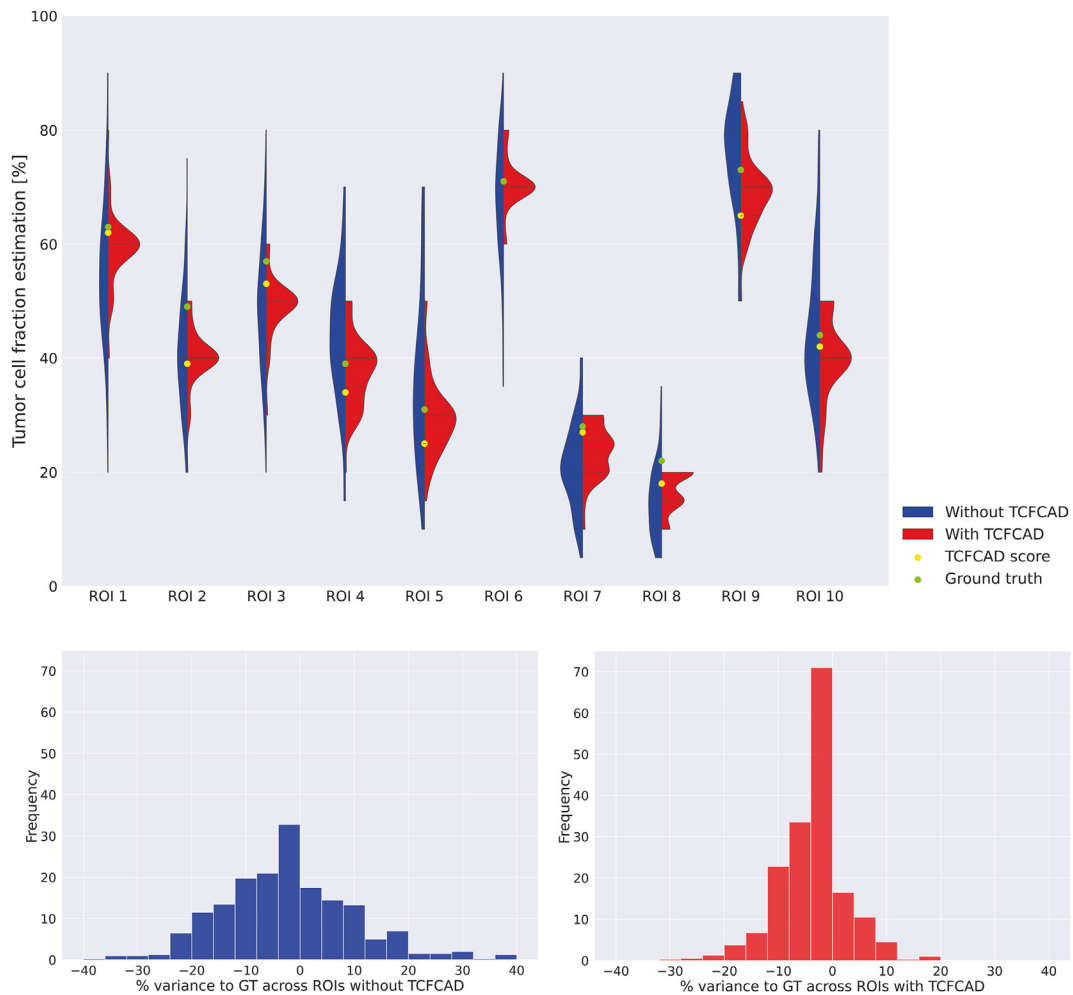 100
80
60
40
20
0
Tumor cell fraction estimation [%]
ROI 1 ROI 2 ROI 3 ROI 4 ROI 5 ROI 6 ROI 7 ROI 8 ROI 9 ROI 10
Without TCFCAD
With TCFCAD
TCFCAD score
Ground truth
70
60
50
40
30
20
10
0
Frequency
−40 −30 −20 −10 0 10 20 30 40
% variance to GT across ROIs without TCFCAD
70
60
50
40
30
20
10
0
Frequency
−40 −30 −20 −10 0 10 20 30 40
% variance to GT across ROIs with TCFCAD